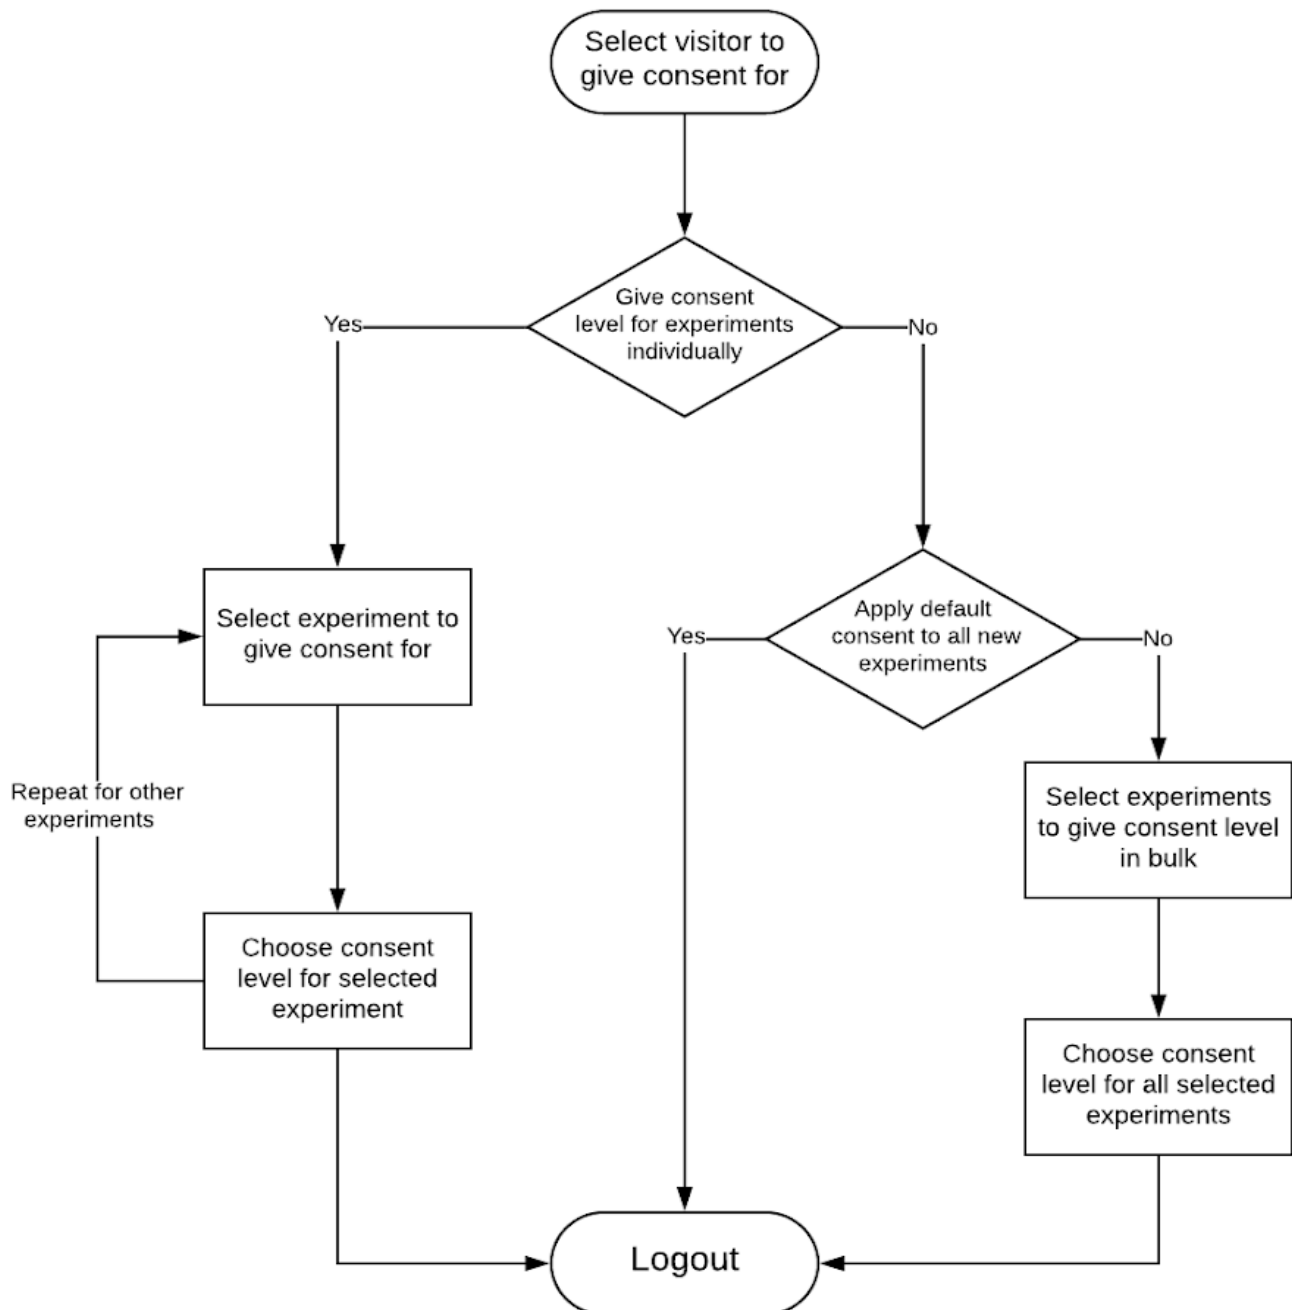 Select visitor to
give consent for
Give consent
level for experiments
individually
Yes
No
Select experiment to
give consent for
Apply default
consent to all new
experiments
Yes
No
Repeat for other
experiments
Select experiments
to give consent level
in bulk
Choose consent
level for selected
experiment
Choose consent
level for all selected
experiments
Logout